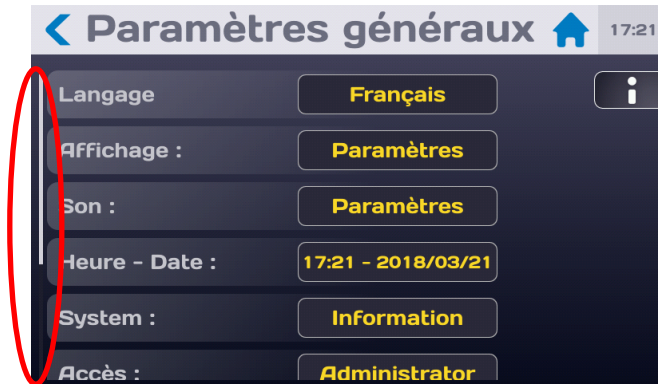 Paramètres généraux 17:21
Langage Français i
Affichage : Paramètres
Son : Paramètres
Heure - Date : 17:21 - 2018/03/21
System : Information
Accès : Administrator